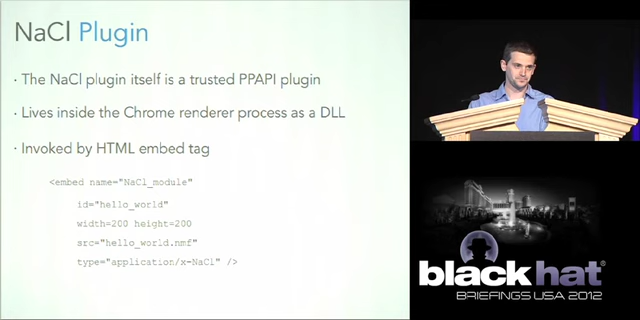 NaCl Plugin
· The NaCl plugin itself is a trusted PPAPI plugin
· Lives inside the Chrome renderer process as a DLL
· Invoked by HTML embed tag
<embed name="NaCl_module"
id="hello_world"
width=200 height=200
src="hello_world.nmf"
type="application/x-NaCl" />
black hat®
BRIEFINGS USA 2012